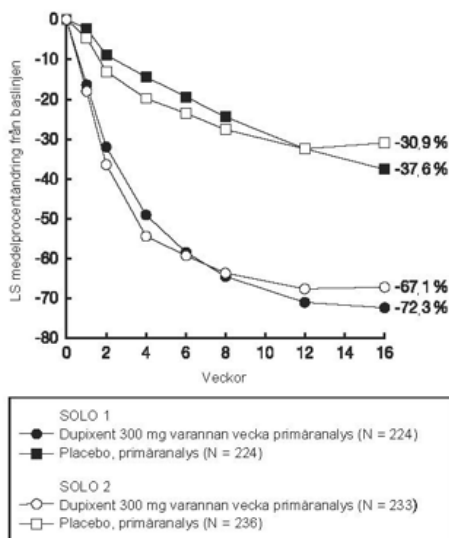 LS medelprocentändring från baslinjen
0
-10
-20
-30
-40
-50
-60
-70
-80
-30,9 %
-37,6 %
-67,1 %
-72,3 %
0 2 4 6 8 10 12 14 16
Veckor
SOLO 1
Dupixent 300 mg varannan vecka primäranalys (N = 224)
Placebo, primäranalys (N = 224)
SOLO 2
Dupixent 300 mg varannan vecka primäranalys (N = 233)
Placebo, primäranalys (N = 236)